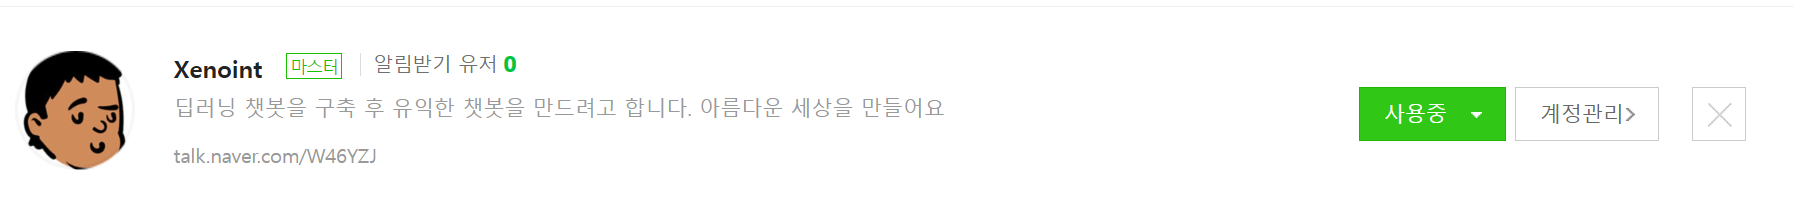 Xenoint 마스터 알림받기 유저 0
딥러닝 챗봇을 구축 후 유익한 챗봇을 만드려고 합니다. 아름다운 세상을 만들어요
talk.naver.com/W46YZJ
사용중 계정관리